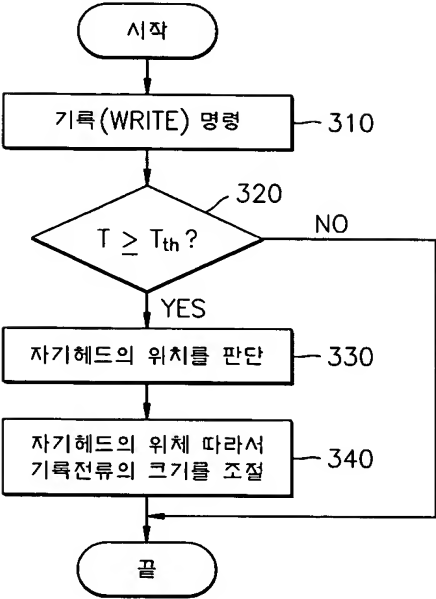 시작
기록(WRITE) 명령
310
320
T ≥ Tth ?
NO
YES
자기헤드의 위치를 판단
330
자기헤드의 위체 따라서
기록전류의 크기를 조절
340
끝